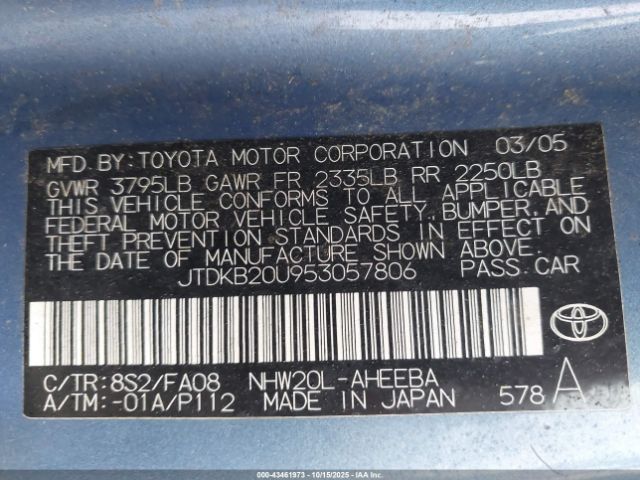 MFD. BY: TOYOTA MOTOR CORPORATION 03/05
GVWR 3795LB GAWR FR 2335LB RR 2250LB
THIS VEHICLE CONFORMS TO ALL APPLICABLE
FEDERAL MOTOR VEHICLE SAFETY, BUMPER, AND
THEFT PREVENTION STANDARDS IN EFFECT ON
THE DATE OF MANUFACTURE SHOWN ABOVE.
JTDKB20U953057806 PASS. CAR
C/TR: 8S2/FA08 NHW20L-AHEEBA
A/TM: -01A/P112 MADE IN JAPAN 578 A
000-43461973 | 10/15/2025 | Copyright © IAA, LLC